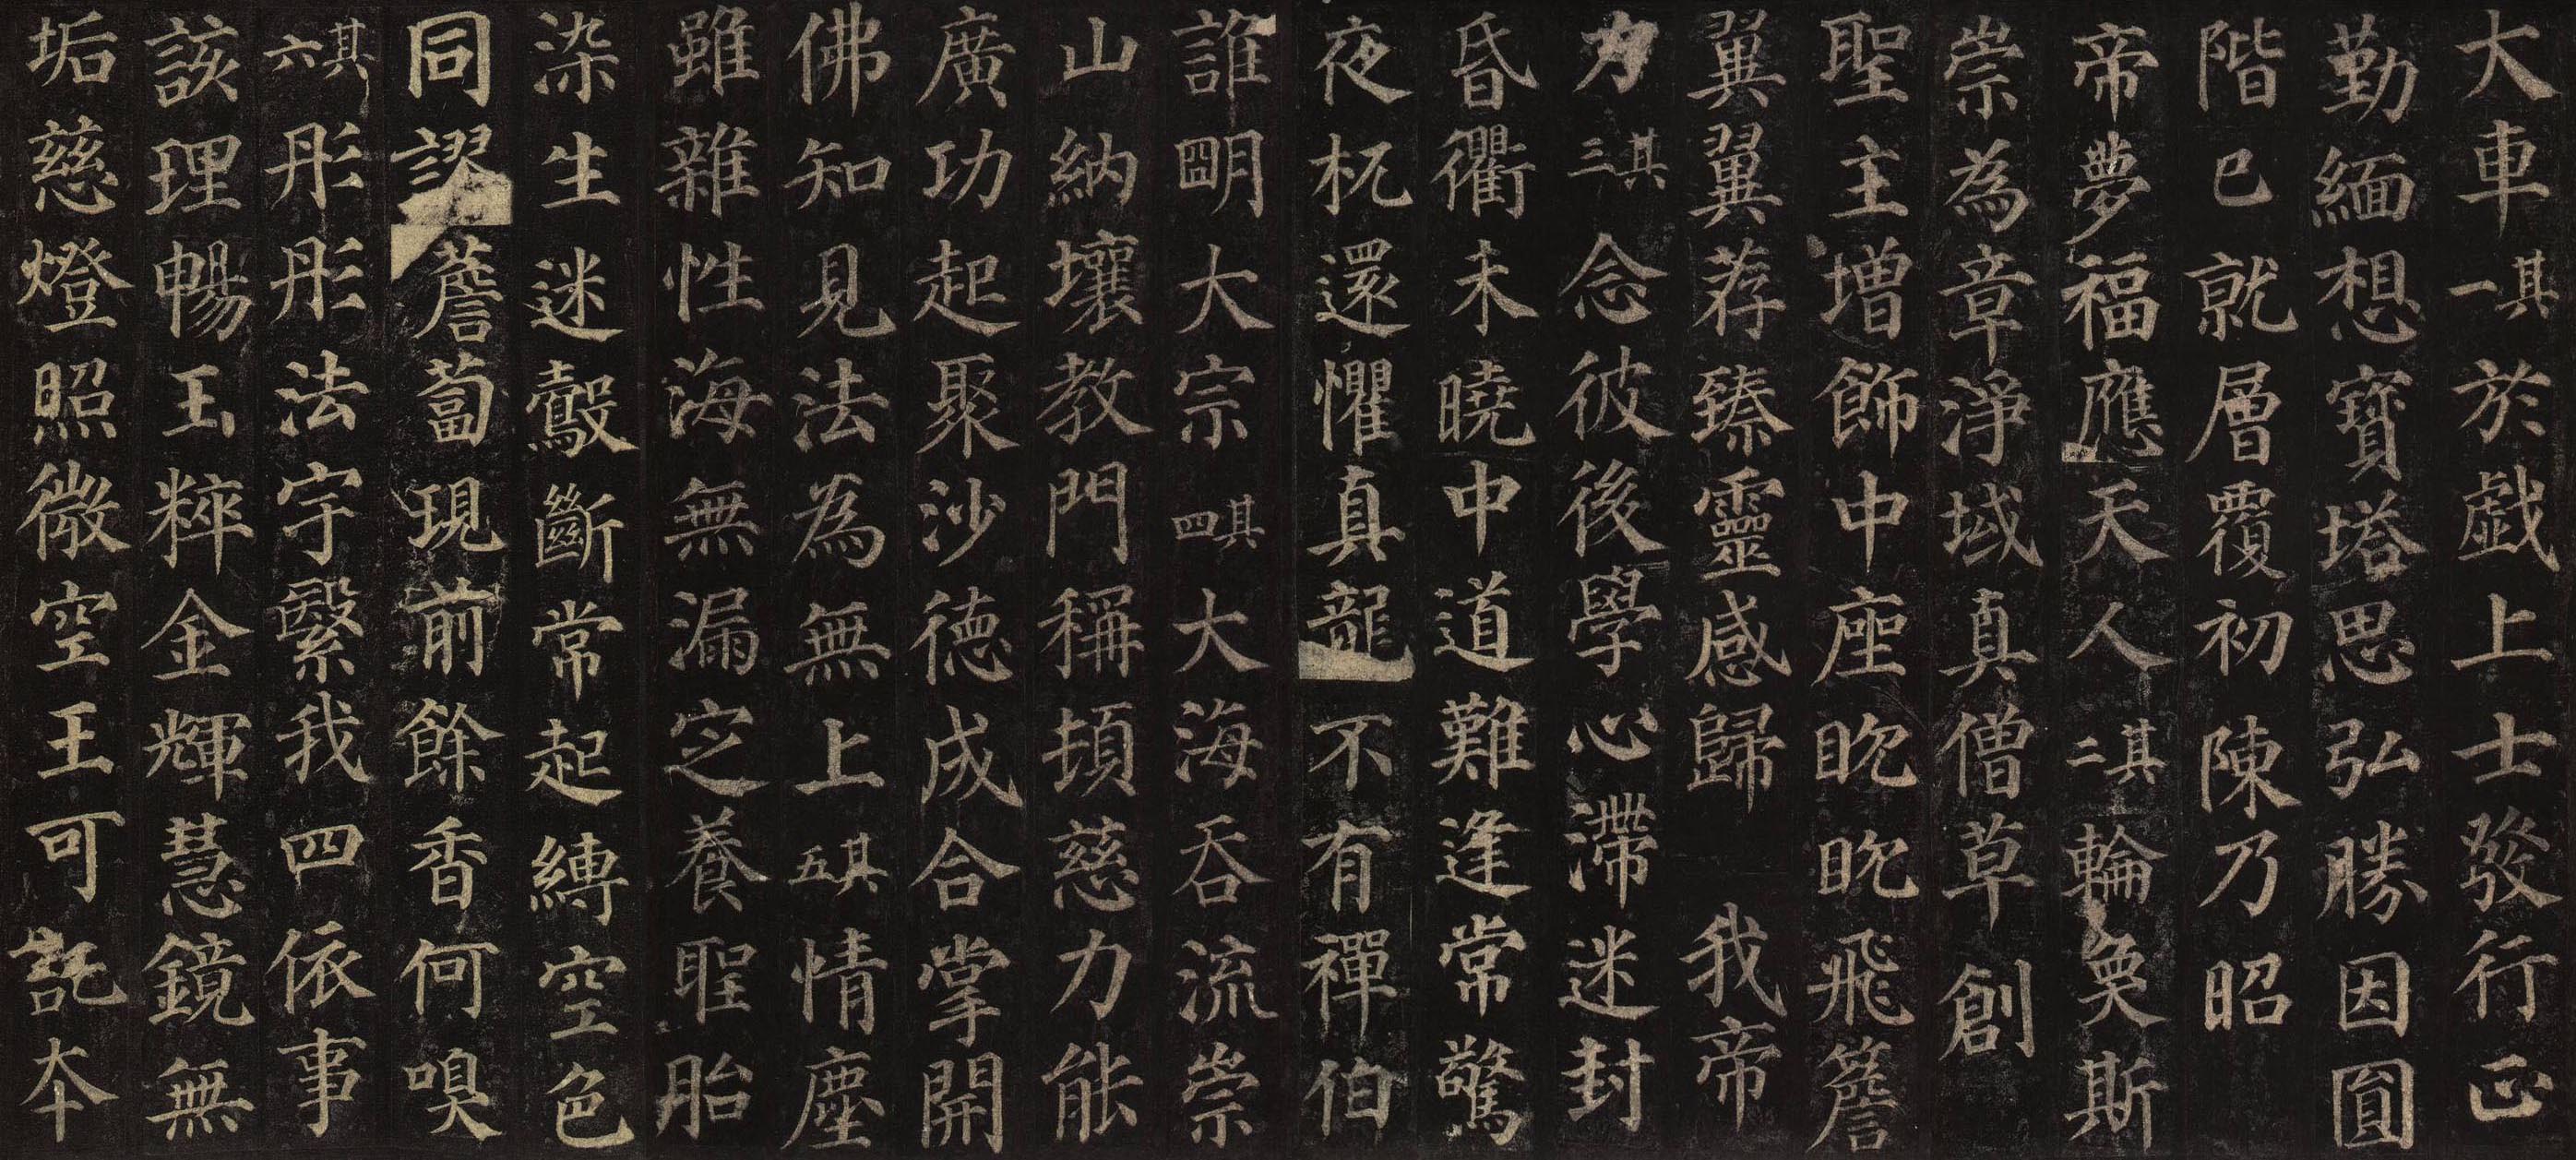 大車其一於戲上士發行正
勤緬想寶塔思弘勝因圓
階已就層覆初陳乃昭
帝夢福應天人其二輪奐斯
崇為章淨域真僧草創
聖主增飾中座眈眈飛簷
翼翼荐臻靈感歸我帝
力其三念彼後學心滯迷封
昏衢未曉中道難逢常驚
夜杌還懼真龍不有禪伯
誰明大宗其四大海吞流崇
山納壤教門稱頓慈力能
廣功起聚沙德成合掌開
佛知見法為無上其五情塵
雖雜性海無漏定養聖胎
染生迷鷇斷常起縛空色
同謬薝蔔現前餘香何嗅
其六彤彤法宇繄我四依事
該理暢玉粹金輝慧鏡無
垢慈燈照微空王可託本